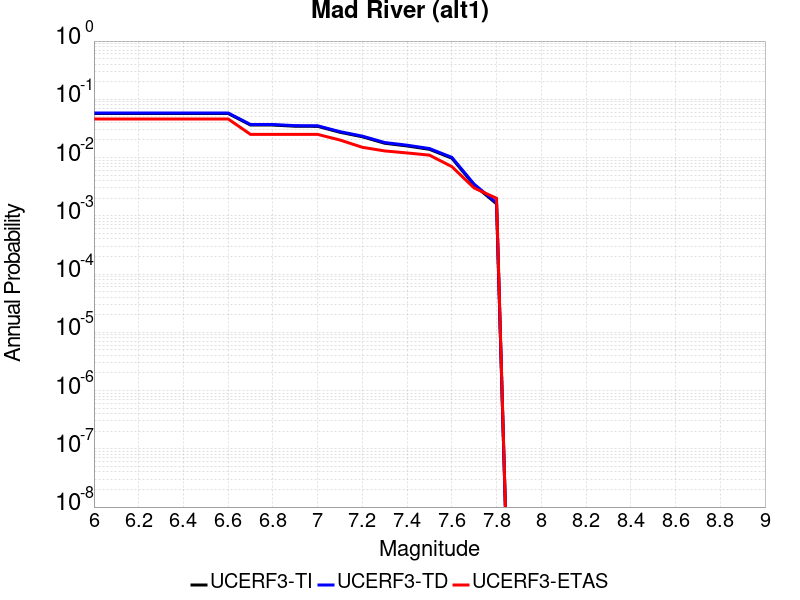 Mad River (alt1)
10^0
10^-1
10^-2
10^-3
10^-4
10^-5
10^-6
10^-7
10^-8
Annual Probability
6 6.2 6.4 6.6 6.8 7 7.2 7.4 7.6 7.8 8 8.2 8.4 8.6 8.8 9
Magnitude
UCERF3-TI UCERF3-TD UCERF3-ETAS